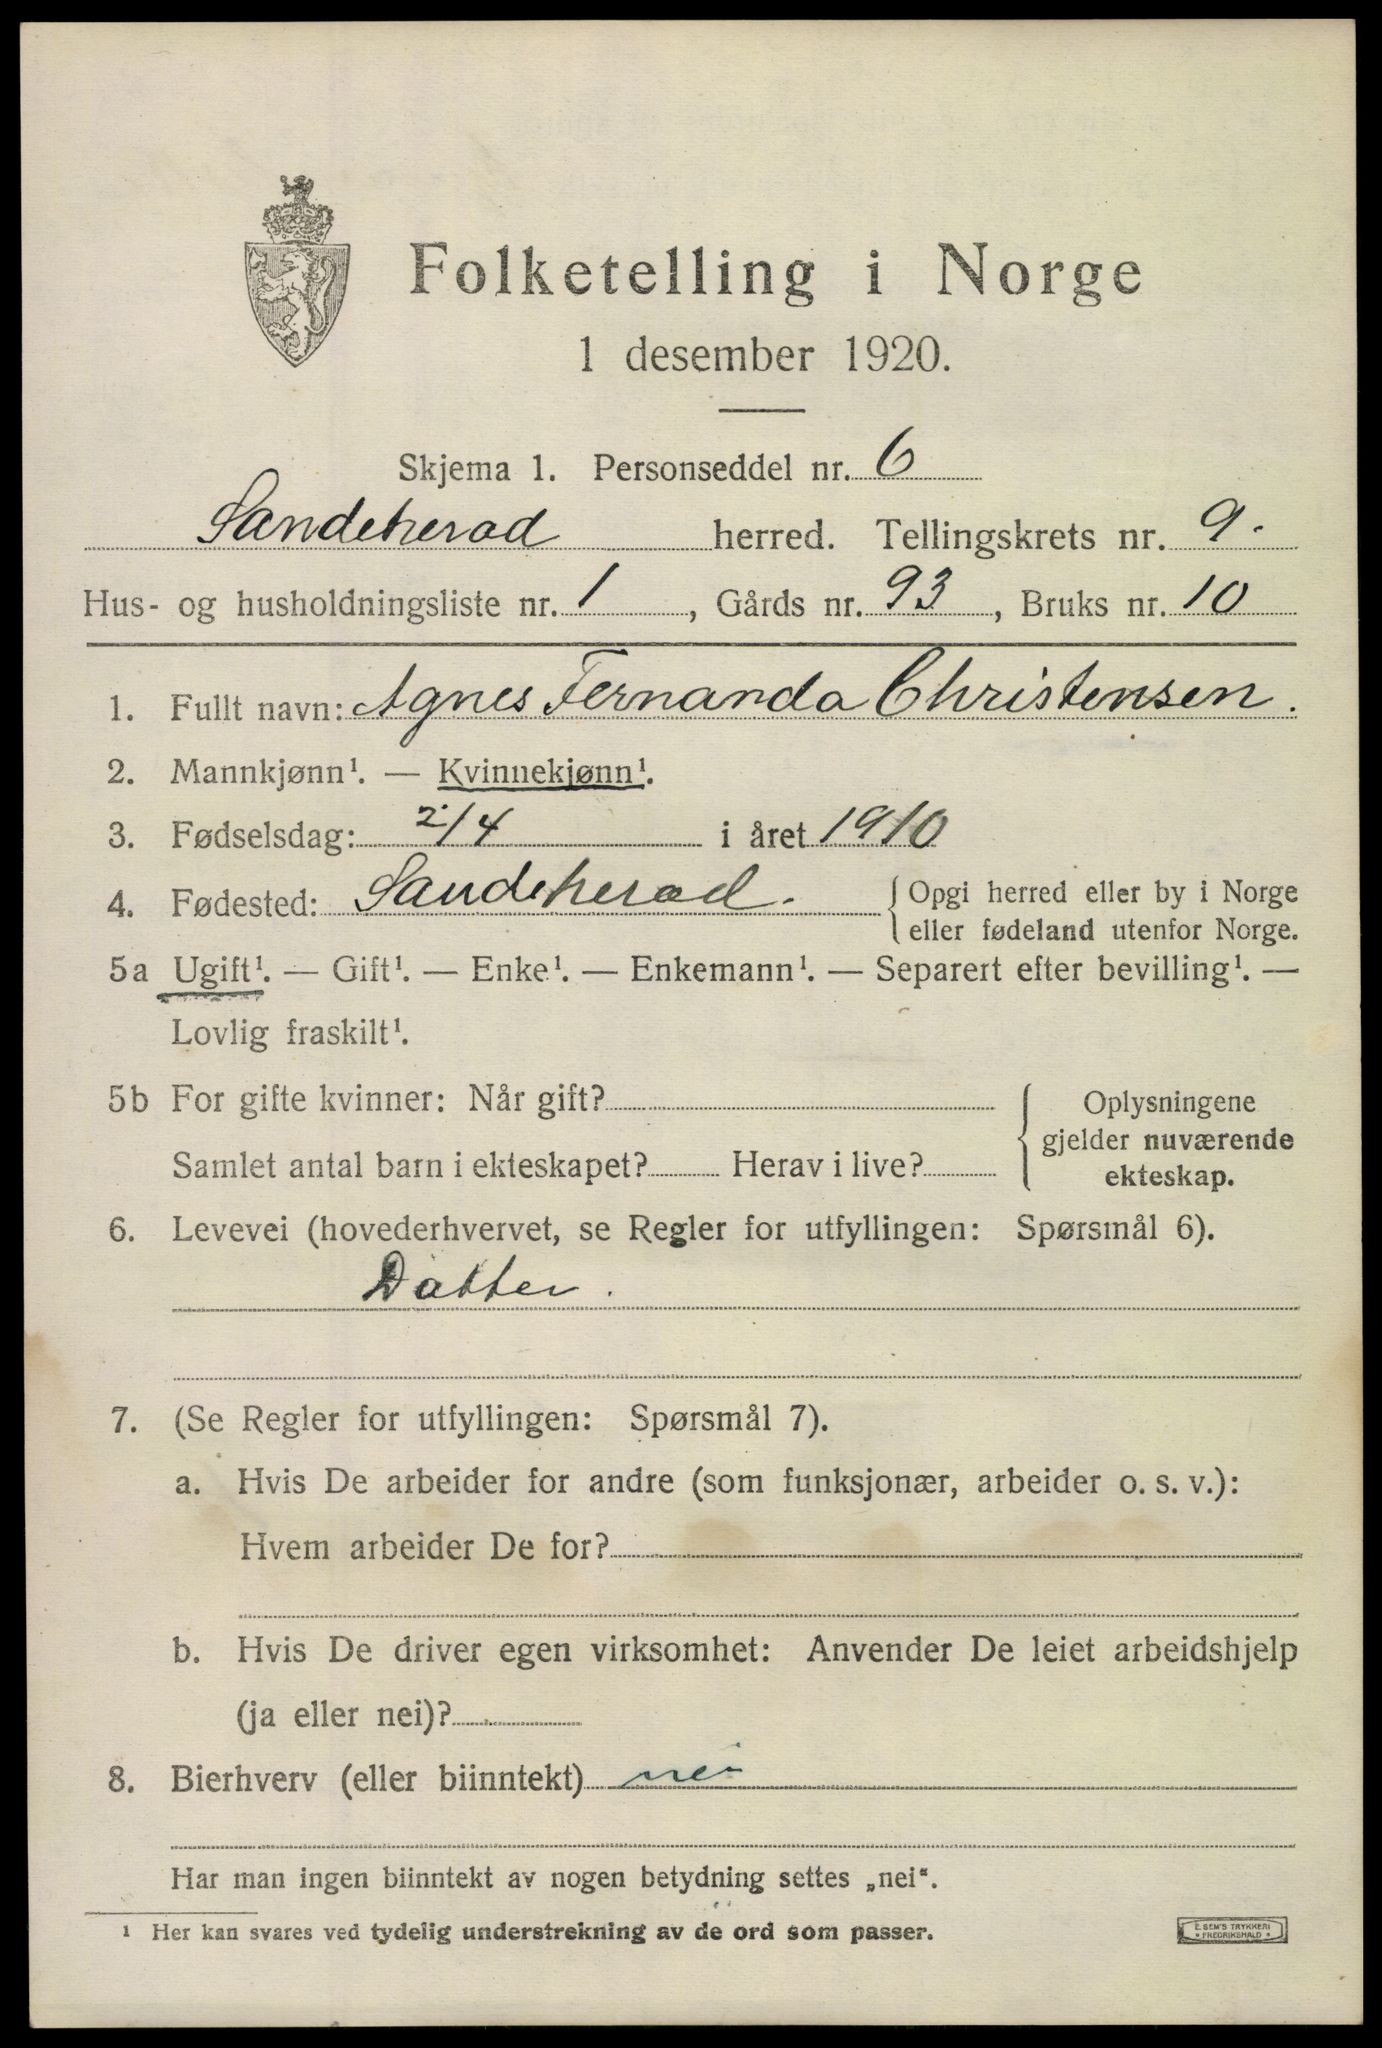 Folketelling i Norge
1 desember 1920.
Skjema 1. Personseddel nr. 6
Sandeherad herred. Tellingskrets nr. 9.
Hus- og husholdningsliste nr. 1, Gårds nr. 93, Bruks nr. 10
1. Fullt navn: Agnes Fernanda Christensen.
2. Mannkjønn¹. — Kvinnekjønn¹.
3. Fødselsdag: 2/4 i året 1910
4. Fødested: Sandeherad. { Opgi herred eller by i Norge
eller fødeland utenfor Norge.
5a Ugift¹. — Gift¹. — Enke¹. — Enkemann¹. — Separert efter bevilling¹. —
Lovlig fraskilt¹.
5b For gifte kvinner: Når gift?
Samlet antal barn i ekteskapet? Herav i live?
{ Oplysningene
gjelder nuværende
ekteskap.
6. Levevei (hovederhvervet, se Regler for utfyllingen: Spørsmål 6).
Datter.
7. (Se Regler for utfyllingen: Spørsmål 7).
a. Hvis De arbeider for andre (som funksjonær, arbeider o. s. v.):
Hvem arbeider De for?
b. Hvis De driver egen virksomhet: Anvender De leiet arbeidshjelp
(ja eller nei)?
8. Bierhverv (eller biinntekt) nei
Har man ingen biinntekt av nogen betydning settes „nei“.
¹ Her kan svares ved tydelig understrekning av de ord som passer.
E. SEM'S TRYKKERI
* FREDRIKSHALD *